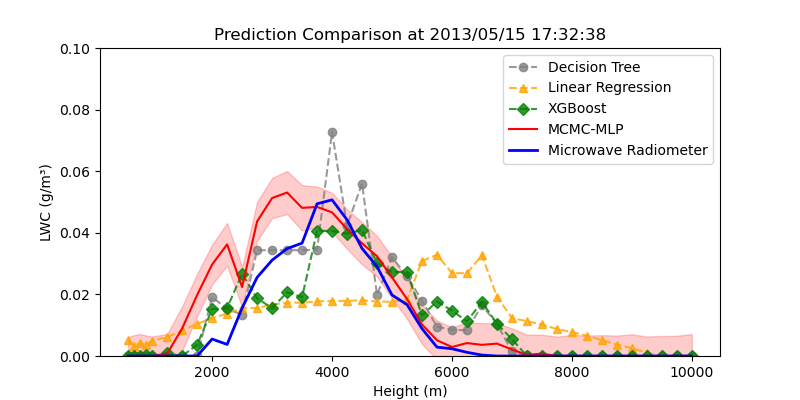 Prediction Comparison at 2013/05/15 17:32:38
0.10
0.08
0.06
0.04
0.02
0.00
LWC (g/m³)
Decision Tree
Linear Regression
XGBoost
MCMC-MLP
Microwave Radiometer
2000 4000 6000 8000 10000
Height (m)